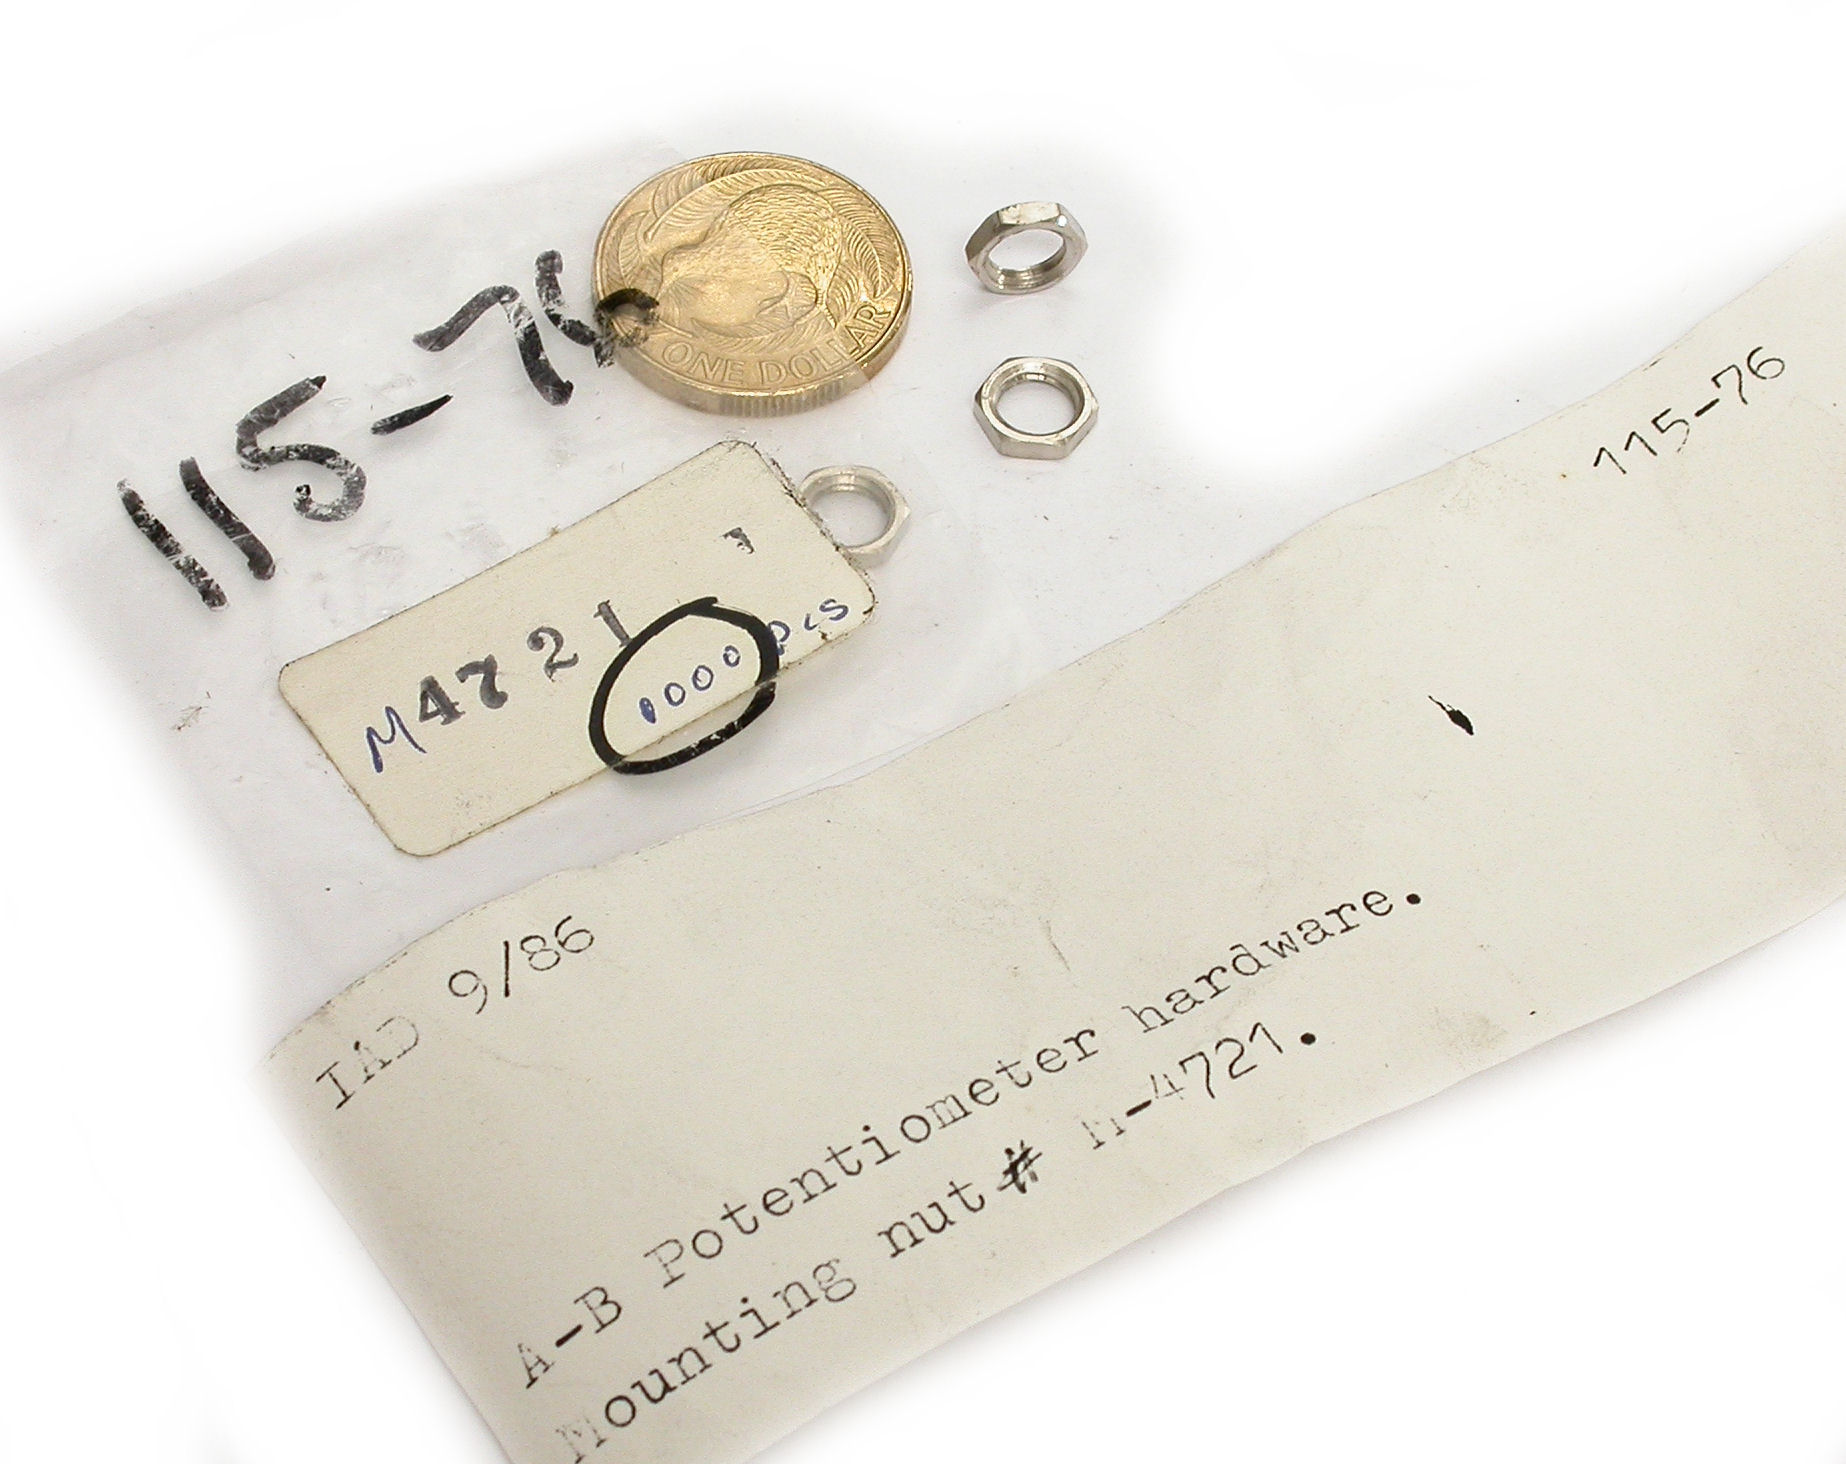 115-76
ONE DOLLAR
M4721
1000 pcs
115-76
IAD 9/86
A-B Potentiometer hardware.
Mounting nut # M-4721.